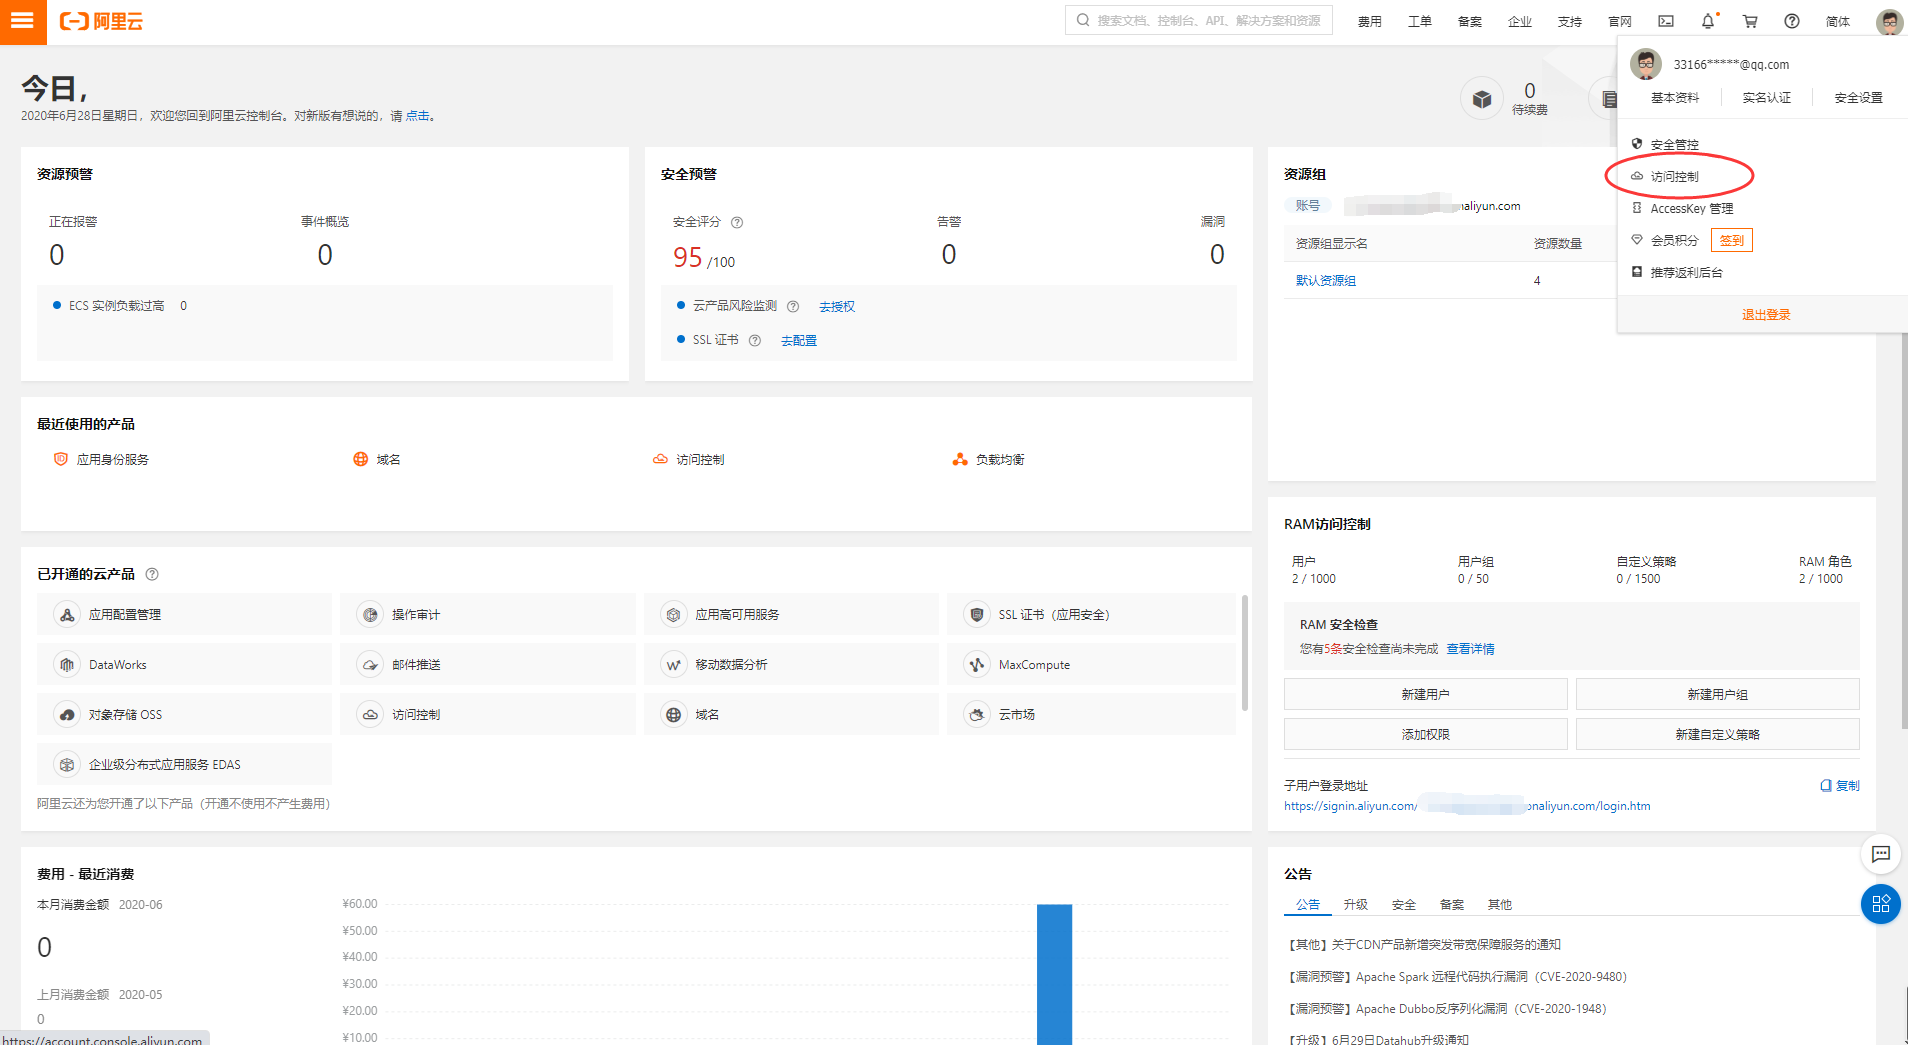 阿里云
搜索文档、控制台、API、解决方案和资源
费用
工单
备案
企业
支持
官网
简体
33166*****@qq.com
基本资料
实名认证
安全设置
安全管控
访问控制
AccessKey 管理
会员积分
签到
推荐返利后台
退出登录
今日,
2020年6月28日星期日，欢迎您回到阿里云控制台。对新版有想说的，请 点击。
0
待续费
资源预警
正在报警
事件概览
0
0
ECS 实例负载过高 0
安全预警
安全评分
告警
漏洞
95 /100
0
0
云产品风险监测 去授权
SSL 证书 去配置
资源组
账号
naliyun.com
资源组显示名
资源数量
默认资源组
4
最近使用的产品
应用身份服务
域名
访问控制
负载均衡
RAM访问控制
用户
用户组
自定义策略
RAM 角色
2 / 1000
0 / 50
0 / 1500
2 / 1000
RAM 安全检查
您有5条安全检查尚未完成 查看详情
新建用户
新建用户组
添加权限
新建自定义策略
子用户登录地址
复制
https://signin.aliyun.com/
onaliyun.com/login.htm
已开通的云产品
应用配置管理
操作审计
应用高可用服务
SSL 证书（应用安全）
DataWorks
邮件推送
移动数据分析
MaxCompute
对象存储 OSS
访问控制
域名
云市场
企业级分布式应用服务 EDAS
阿里云还为您开通了以下产品（开通不使用不产生费用）
费用 - 最近消费
本月消费金额 2020-06
0
上月消费金额 2020-05
0
¥60.00
¥50.00
¥40.00
¥30.00
¥20.00
¥10.00
公告
公告
升级
安全
备案
其他
【其他】关于CDN产品新增突发带宽保障服务的通知
【漏洞预警】Apache Spark 远程代码执行漏洞（CVE-2020-9480）
【漏洞预警】Apache Dubbo反序列化漏洞（CVE-2020-1948）
【升级】6月29日Datahub升级通知
https://account.console.aliyun.com